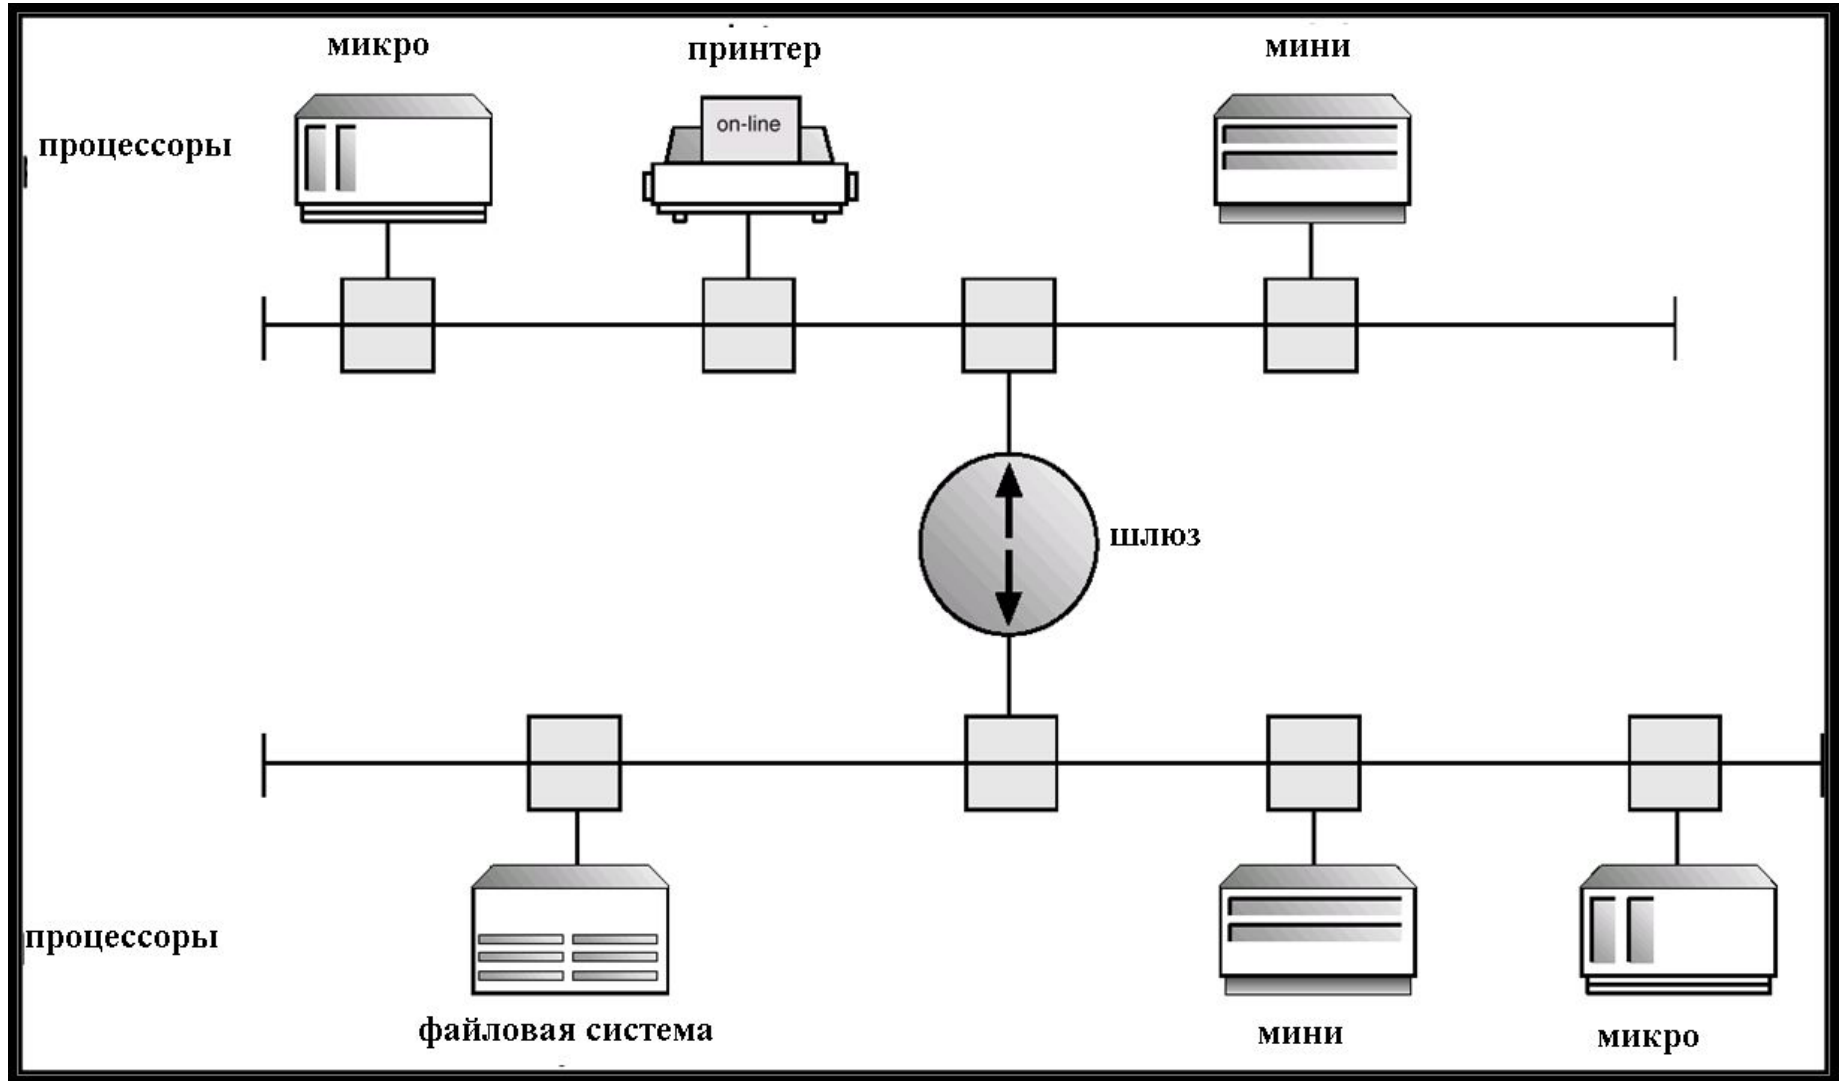 микро
принтер
мини
on-line
процессоры
шлюз
процессоры
файловая система
мини
микро